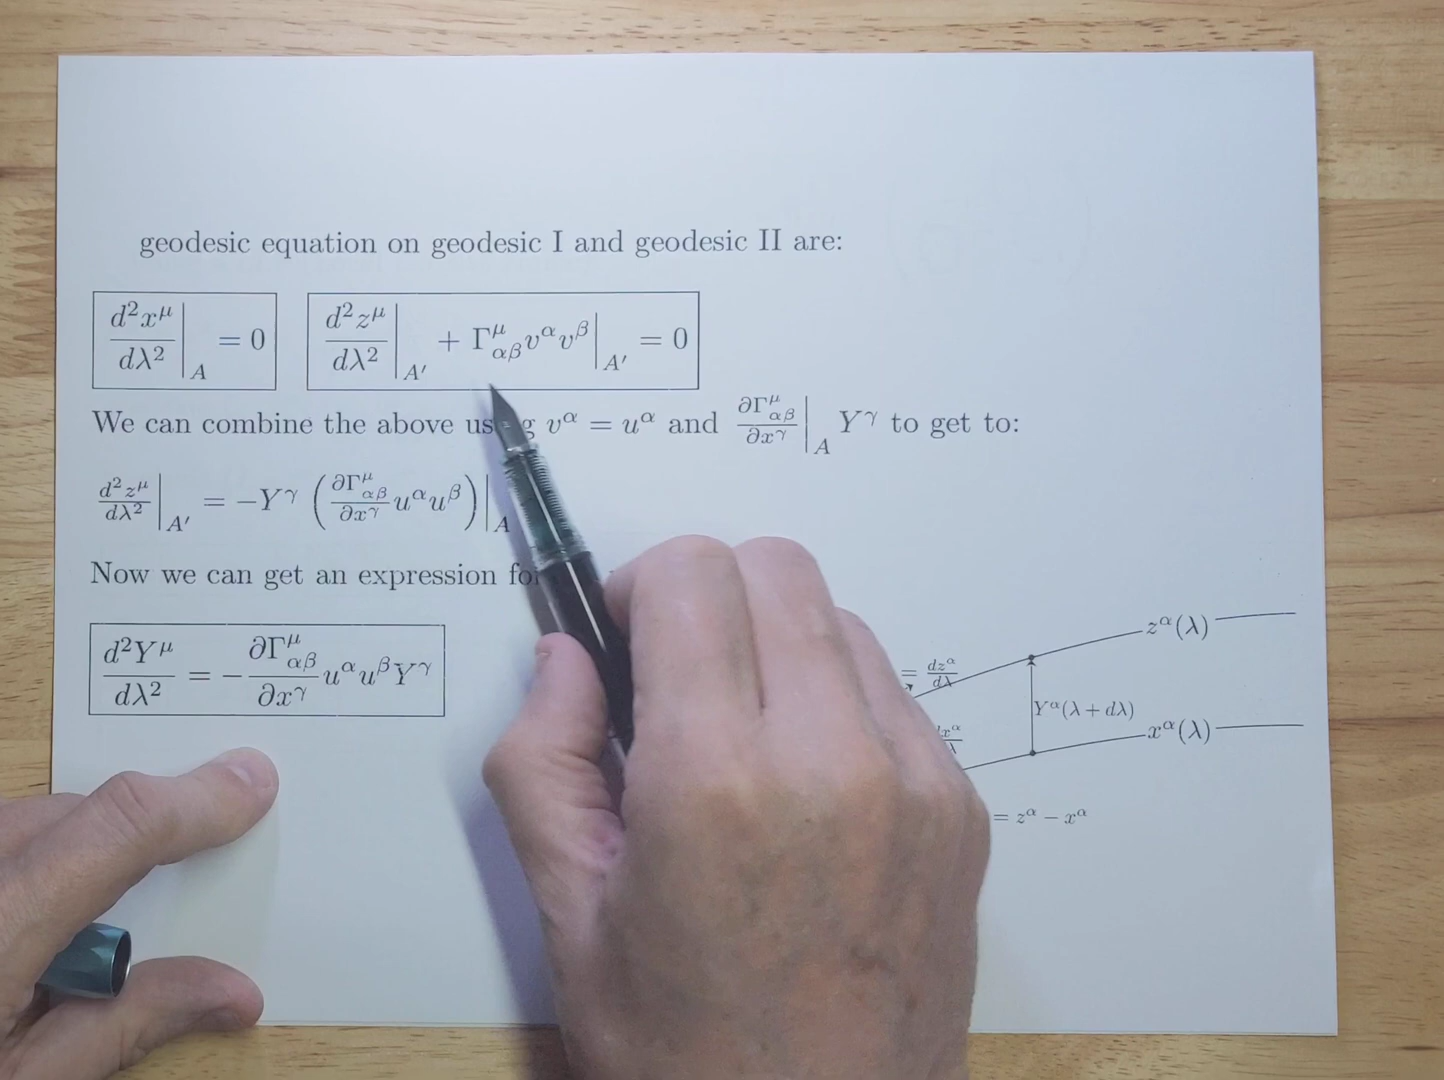 geodesic equation on geodesic I and geodesic II are:
d²x^μ/dλ² |_A = 0    d²z^μ/dλ² |_A′ + Γ^μ_αβ v^α v^β |_A′ = 0
We can combine the above v^α = u^α and ∂Γ^μ_αβ/∂x^γ |_A Y^γ to get to:
d²z^μ/dλ² |_A′ = −Y^γ (∂Γ^μ_αβ/∂x^γ u^α u^β) |_A
Now we can get an expression
d²Y^μ/dλ² = − ∂Γ^μ_αβ/∂x^γ u^α u^β Y^γ
z^α(λ)
= dz^α/dλ
Y^α(λ + dλ)
x^α(λ)
= z^α − x^α